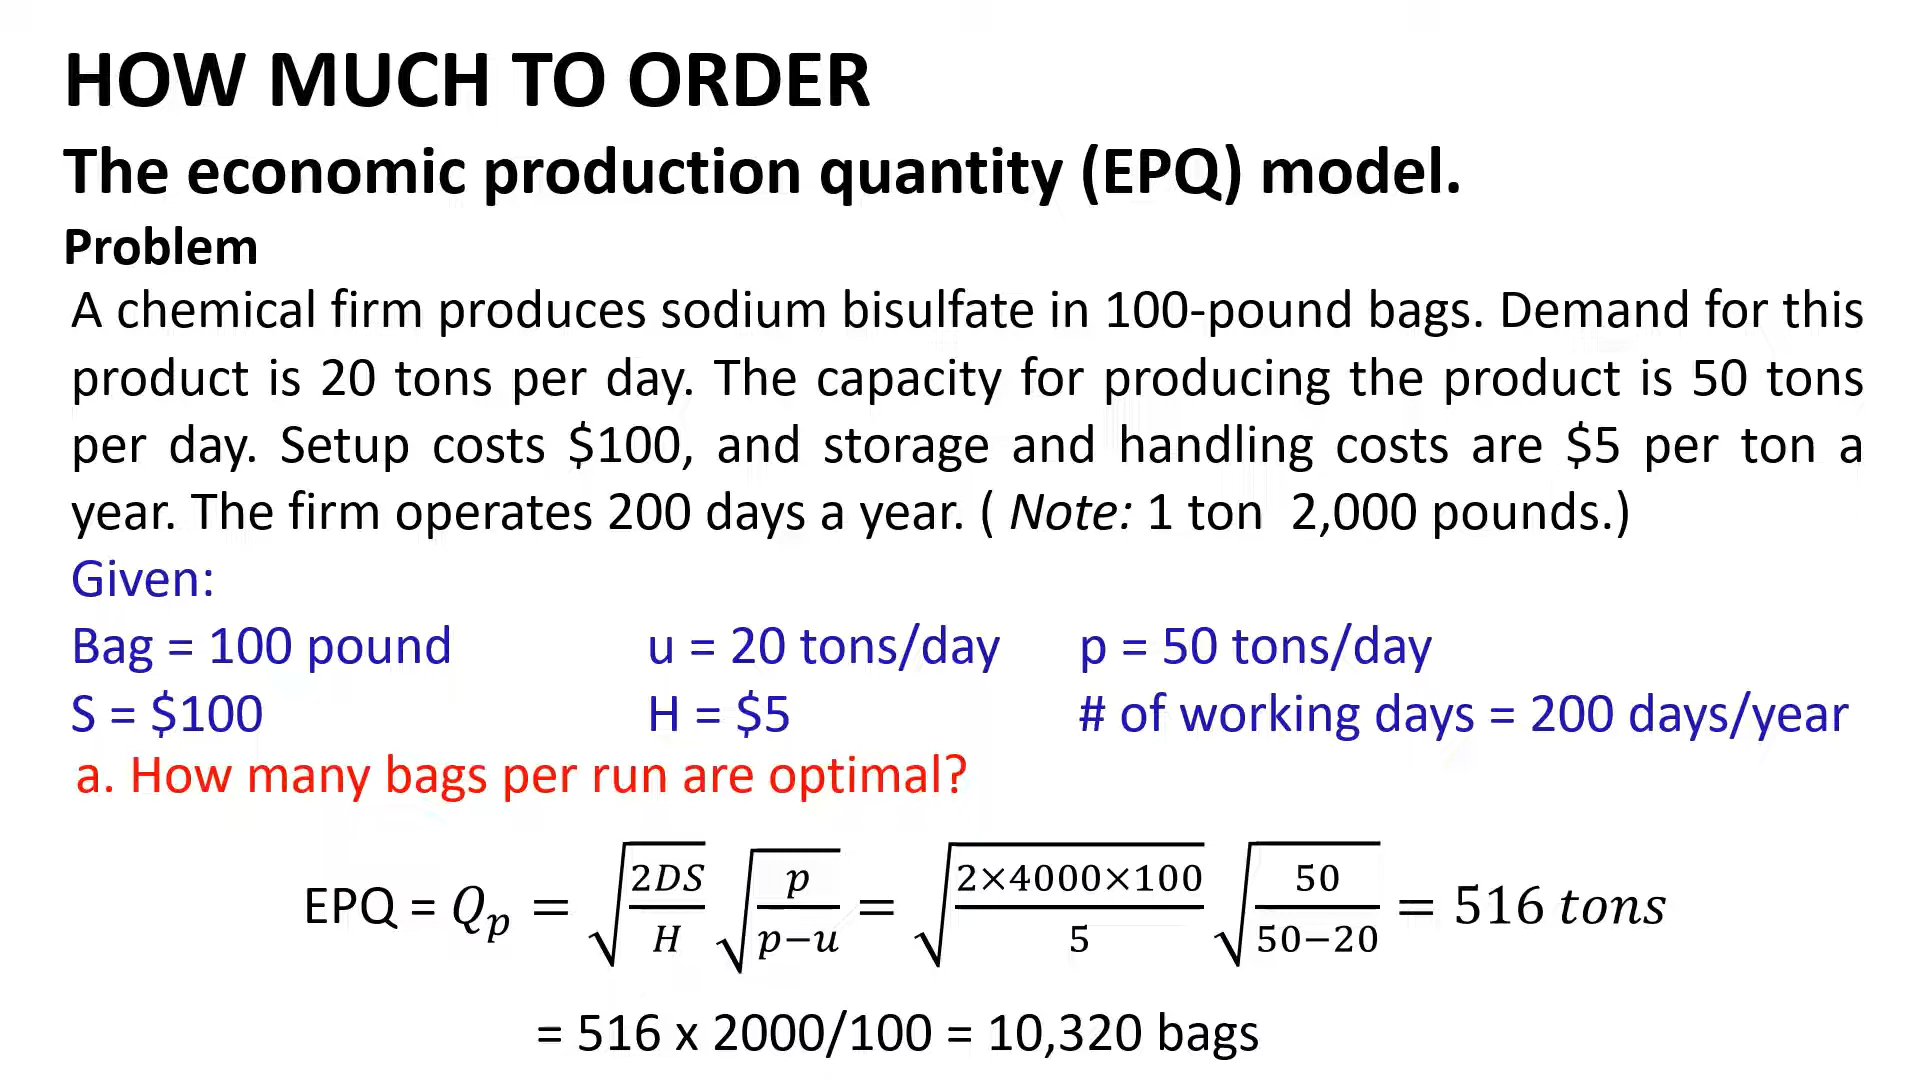 HOW MUCH TO ORDER
The economic production quantity (EPQ) model.
Problem
A chemical firm produces sodium bisulfate in 100-pound bags. Demand for this
product is 20 tons per day. The capacity for producing the product is 50 tons
per day. Setup costs $100, and storage and handling costs are $5 per ton a
year. The firm operates 200 days a year. ( Note: 1 ton  2,000 pounds.)
Given:
Bag = 100 pound u = 20 tons/day p = 50 tons/day
S = $100 H = $5 # of working days = 200 days/year
a. How many bags per run are optimal?
EPQ = Qₚ = √(2DS/H) √(p/(p−u)) = √(2×4000×100/5) √(50/(50−20)) = 516 tons
= 516 x 2000/100 = 10,320 bags